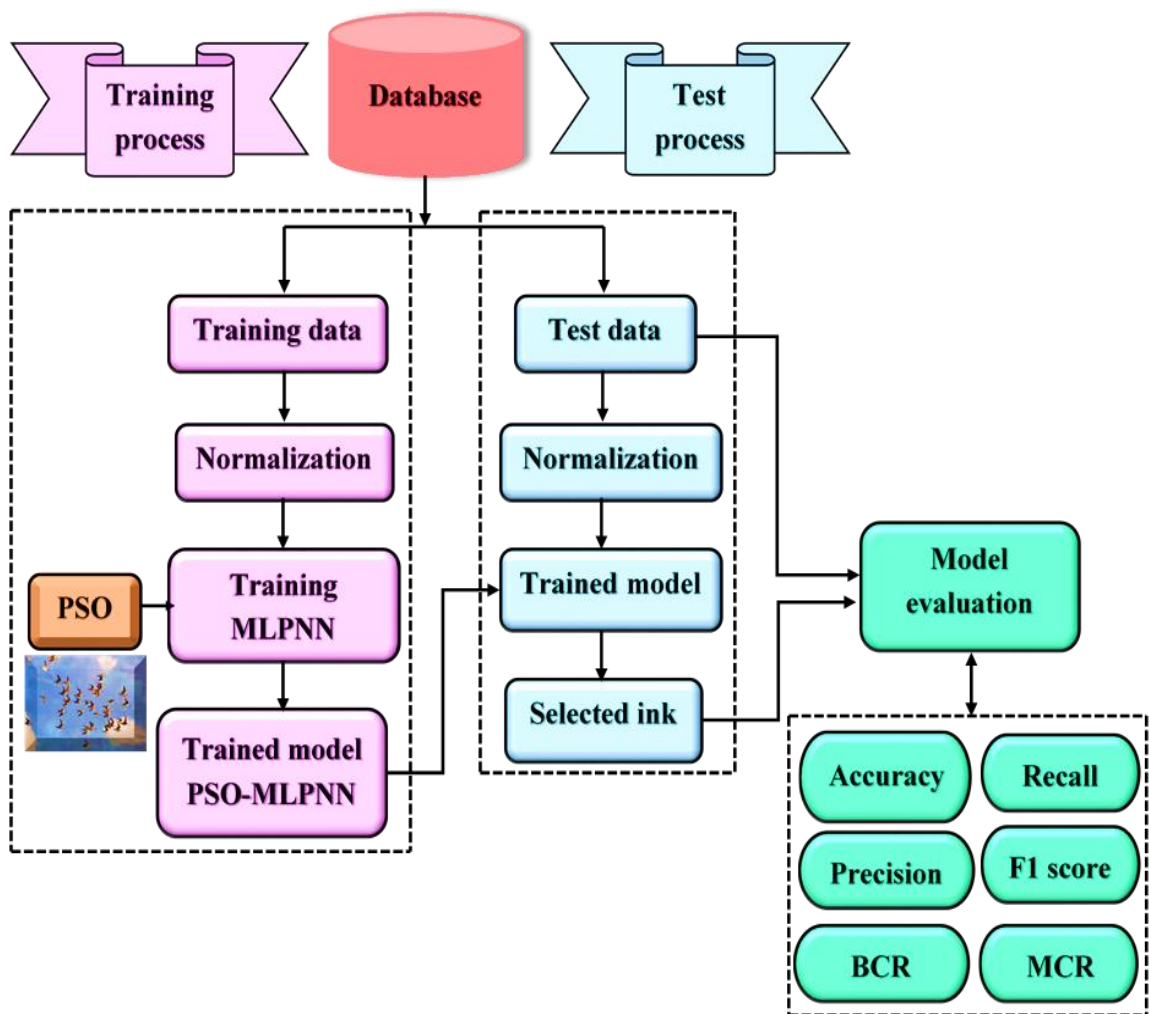 Training
process
Database
Test
process
Training data
Test data
Normalization
Normalization
PSO
Training
MLPNN
Trained model
Model
evaluation
Trained model
PSO-MLPNN
Selected ink
Accuracy
Recall
Precision
F1 score
BCR
MCR